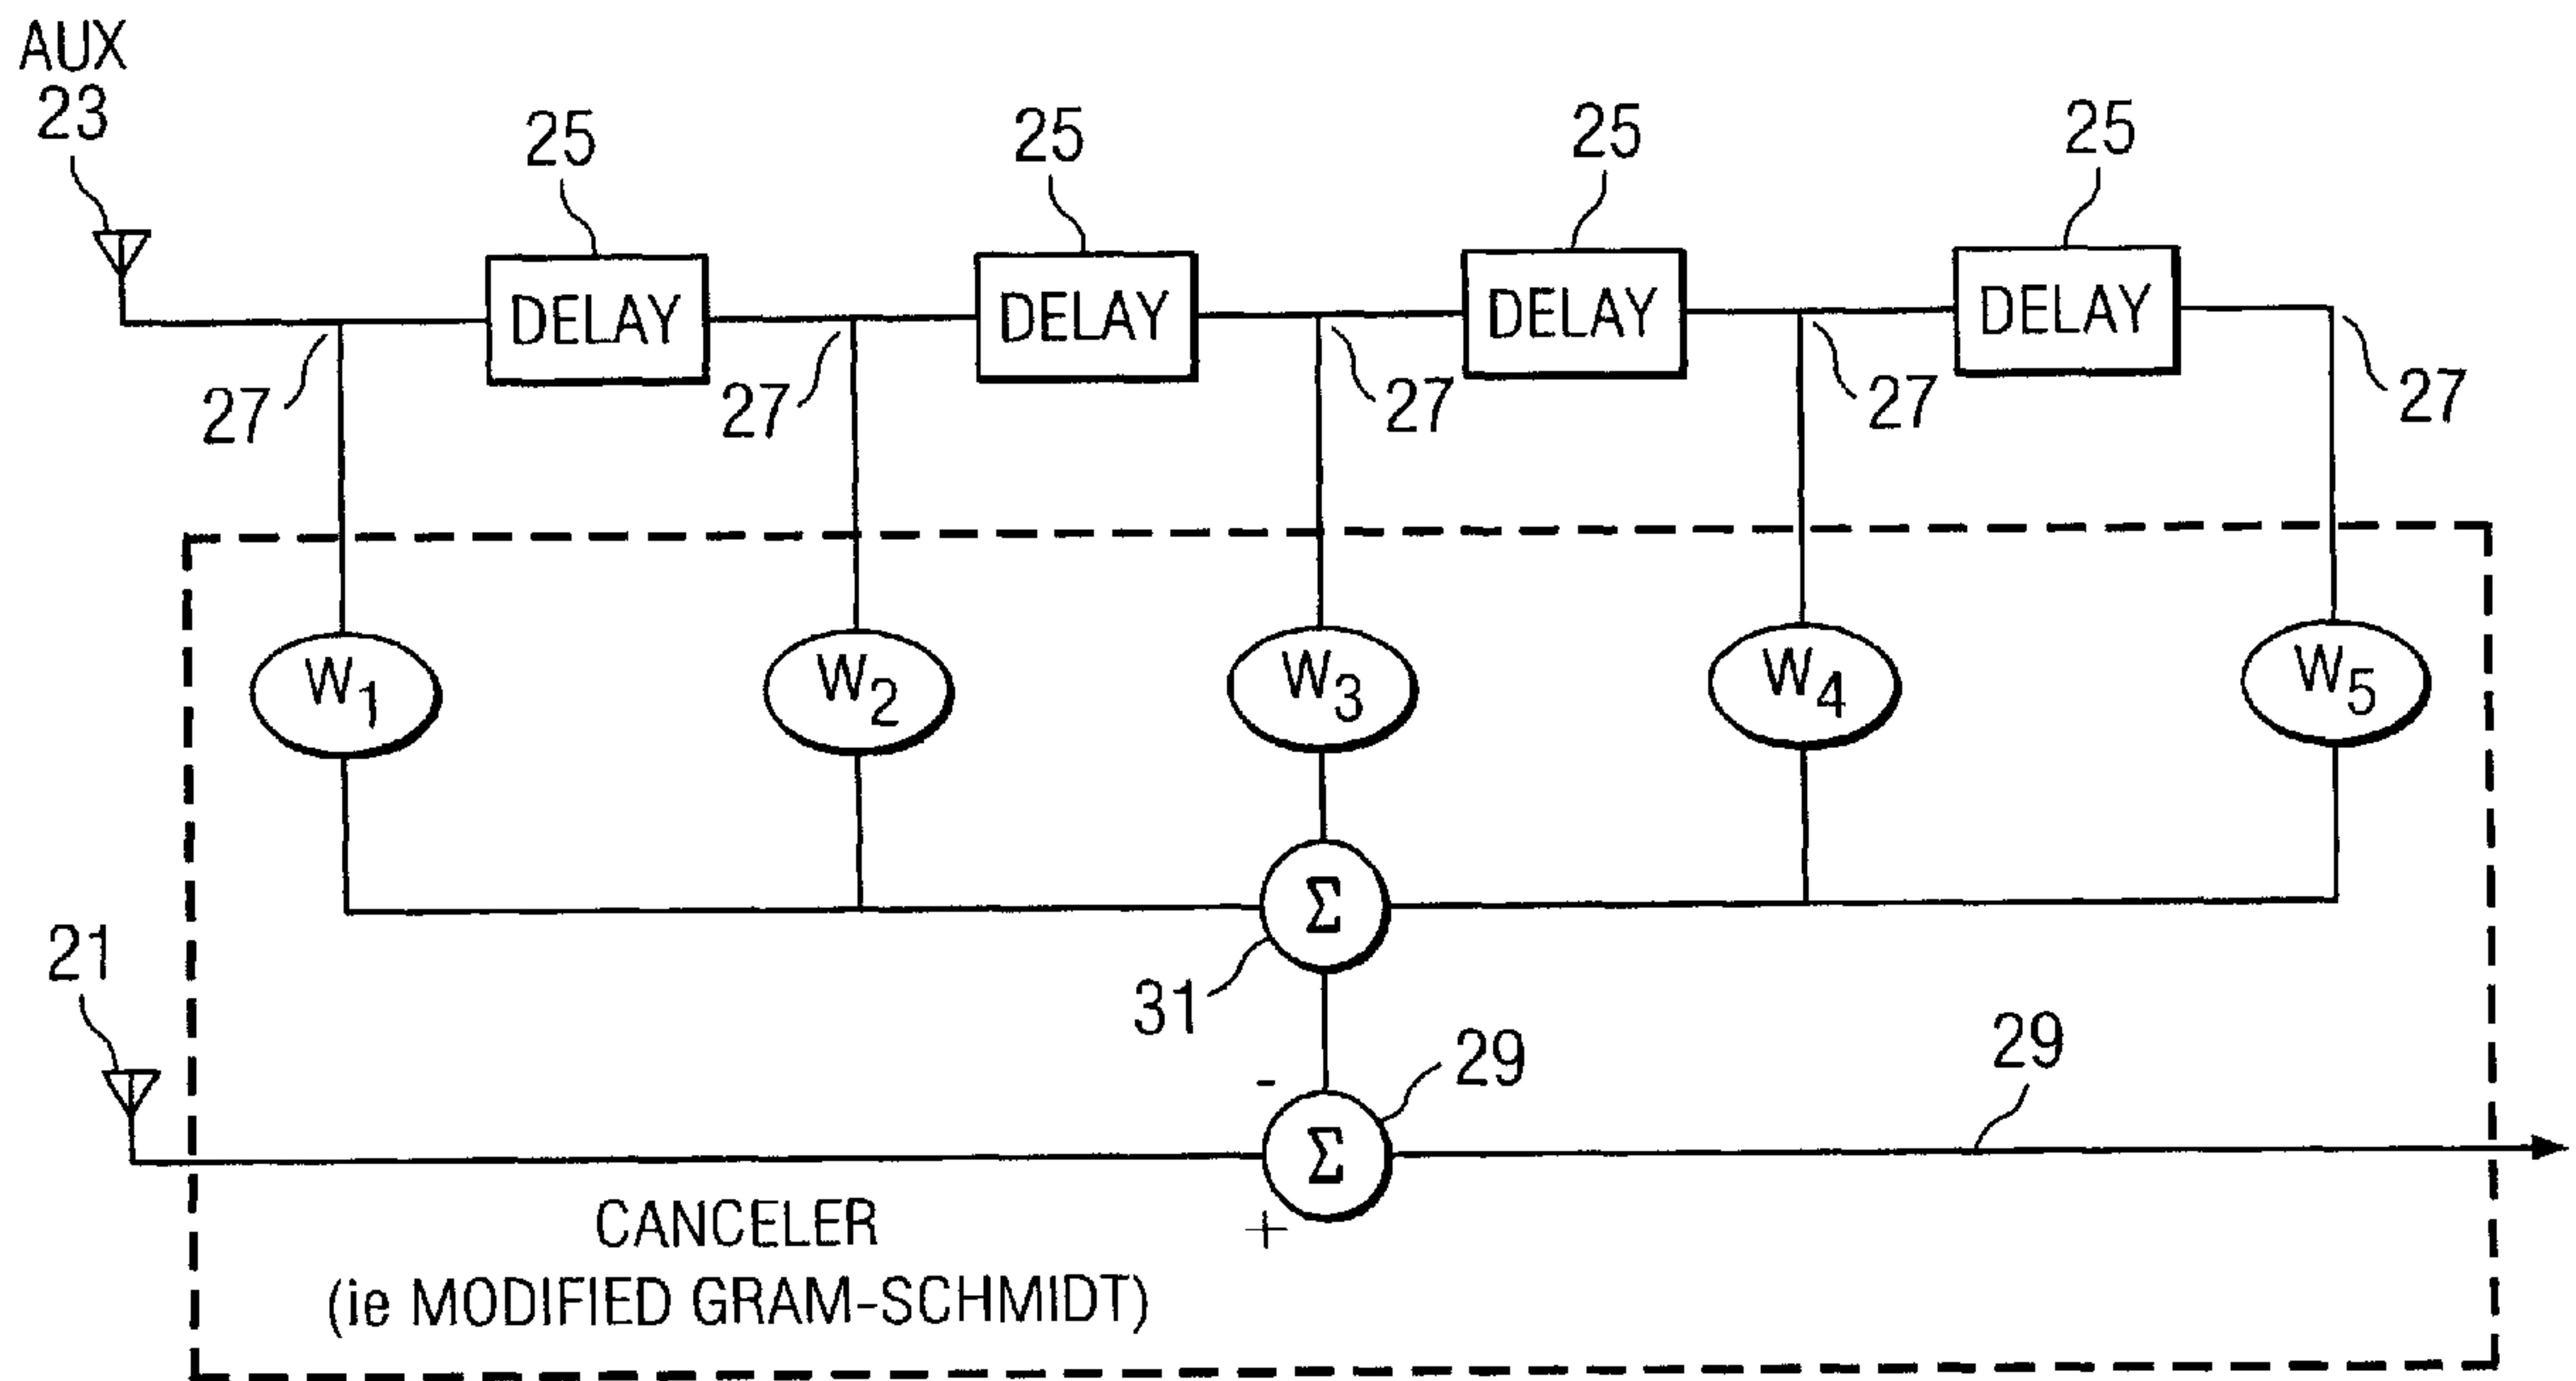 AUX
23
25 25 25 25
DELAY DELAY DELAY DELAY
27 27 27 27 27
W1 W2 W3 W4 W5
Σ
21
31
29 29
-
Σ
+
CANCELER
(ie MODIFIED GRAM-SCHMIDT)